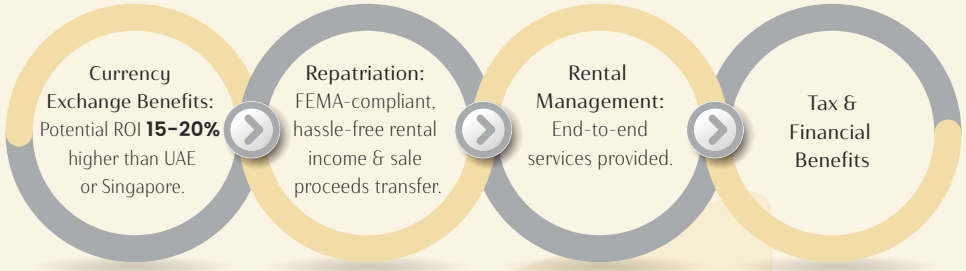 Currency
Exchange Benefits:
Potential ROI 15-20%
higher than UAE
or Singapore.
Repatriation:
FEMA-compliant,
hassle-free rental
income & sale
proceeds transfer.
Rental
Management:
End-to-end
services provided.
Tax &
Financial
Benefits